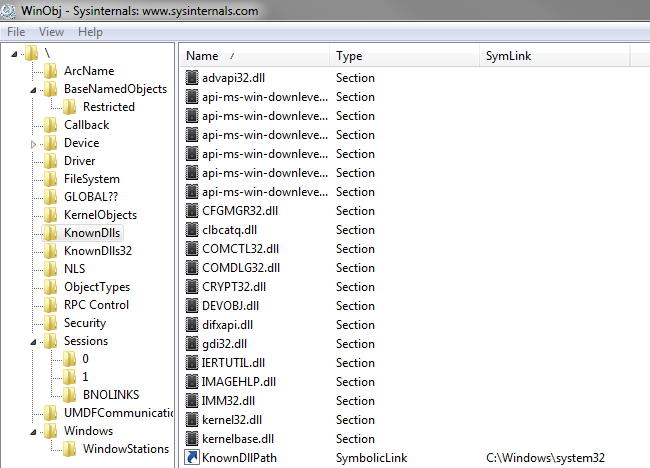 WinObj - Sysinternals: www.sysinternals.com
File View Help
\
ArcName
BaseNamedObjects
Restricted
Callback
Device
Driver
FileSystem
GLOBAL??
KernelObjects
KnownDlls
KnownDlls32
NLS
ObjectTypes
RPC Control
Security
Sessions
0
1
BNOLINKS
UMDFCommunicatio
Windows
WindowStations
Name / Type SymLink
advapi32.dll Section
api-ms-win-downleve... Section
api-ms-win-downleve... Section
api-ms-win-downleve... Section
api-ms-win-downleve... Section
api-ms-win-downleve... Section
api-ms-win-downleve... Section
CFGMGR32.dll Section
clbcatq.dll Section
COMCTL32.dll Section
COMDLG32.dll Section
CRYPT32.dll Section
DEVOBJ.dll Section
difxapi.dll Section
gdi32.dll Section
IERTUTIL.dll Section
IMAGEHLP.dll Section
IMM32.dll Section
kernel32.dll Section
kernelbase.dll Section
KnownDllPath SymbolicLink C:\Windows\system32